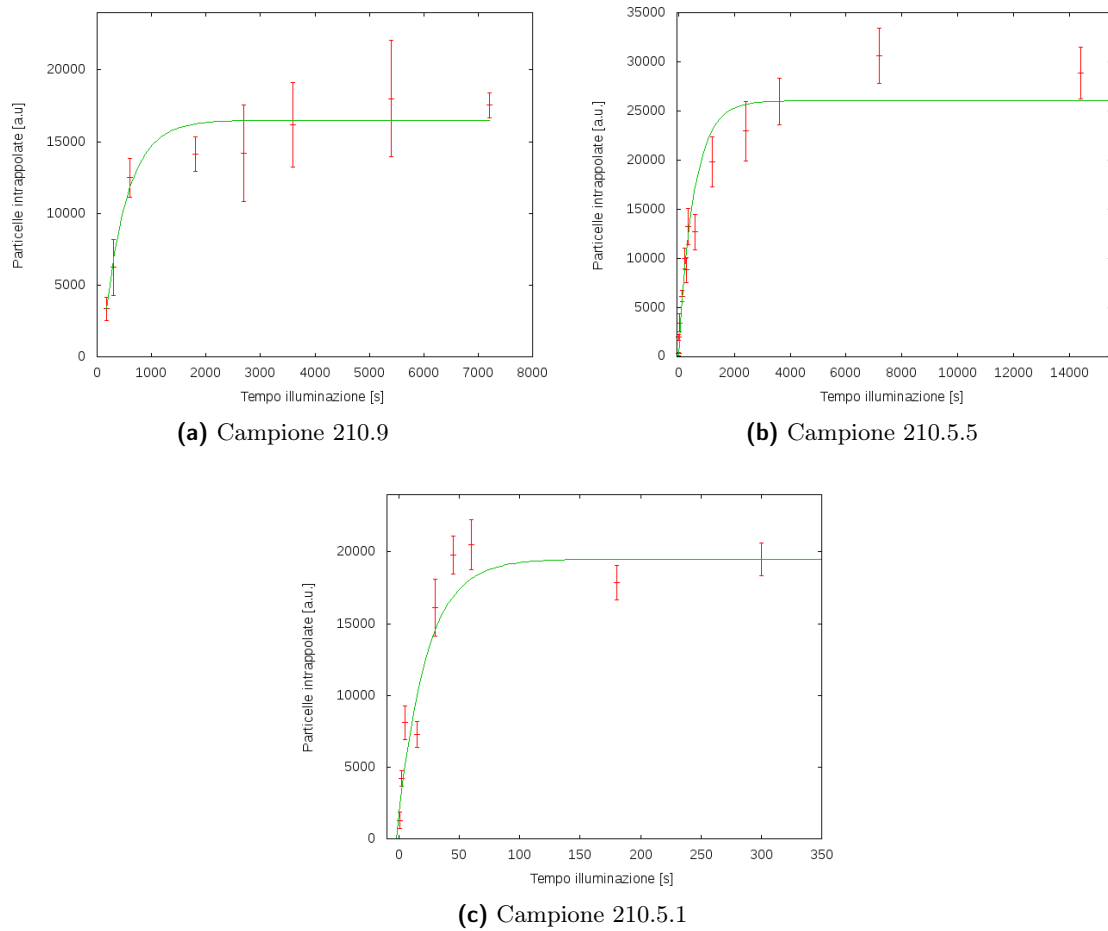 Particelle intrappolate [a.u]
20000
15000
10000
5000
0
0 1000 2000 3000 4000 5000 6000 7000 8000
Tempo illuminazione [s]
(a) Campione 210.9
Particelle intrappolate [a.u.]
35000
30000
25000
20000
15000
10000
5000
0
0 2000 4000 6000 8000 10000 12000 14000
Tempo illuminazione [s]
(b) Campione 210.5.5
Particelle intrappolate [a.u.]
20000
15000
10000
5000
0
0 50 100 150 200 250 300 350
Tempo illuminazione [s]
(c) Campione 210.5.1